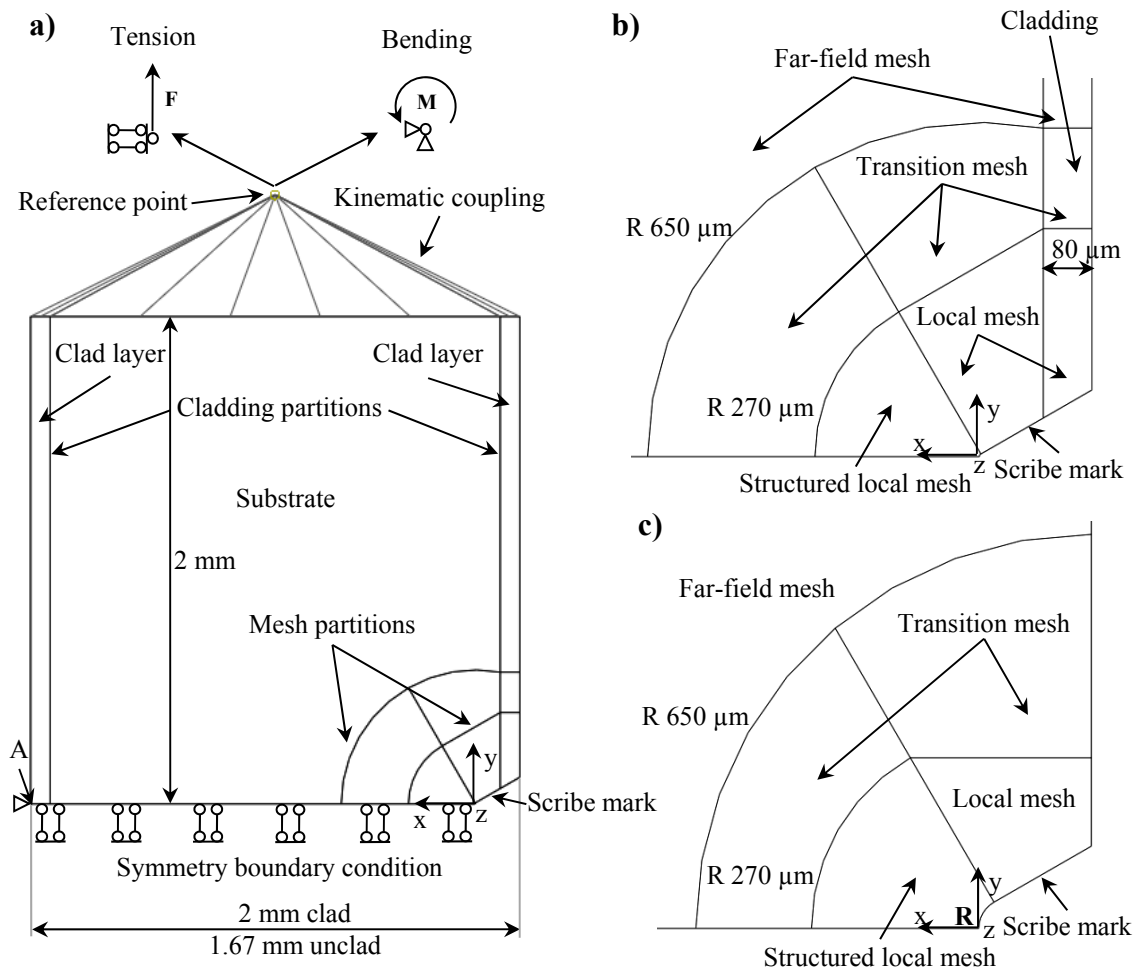 a)
Tension
Bending
F
M
Reference point
Kinematic coupling
Clad layer
Clad layer
Cladding partitions
Substrate
2 mm
Mesh partitions
A
y
x
z
Scribe mark
Symmetry boundary condition
2 mm clad
1.67 mm unclad
b)
Cladding
Far-field mesh
Transition mesh
R 650 µm
80 µm
Local mesh
R 270 µm
y
x
z
Structured local mesh
Scribe mark
c)
Far-field mesh
Transition mesh
R 650 µm
Local mesh
R 270 µm
y
x
R
z
Scribe mark
Structured local mesh